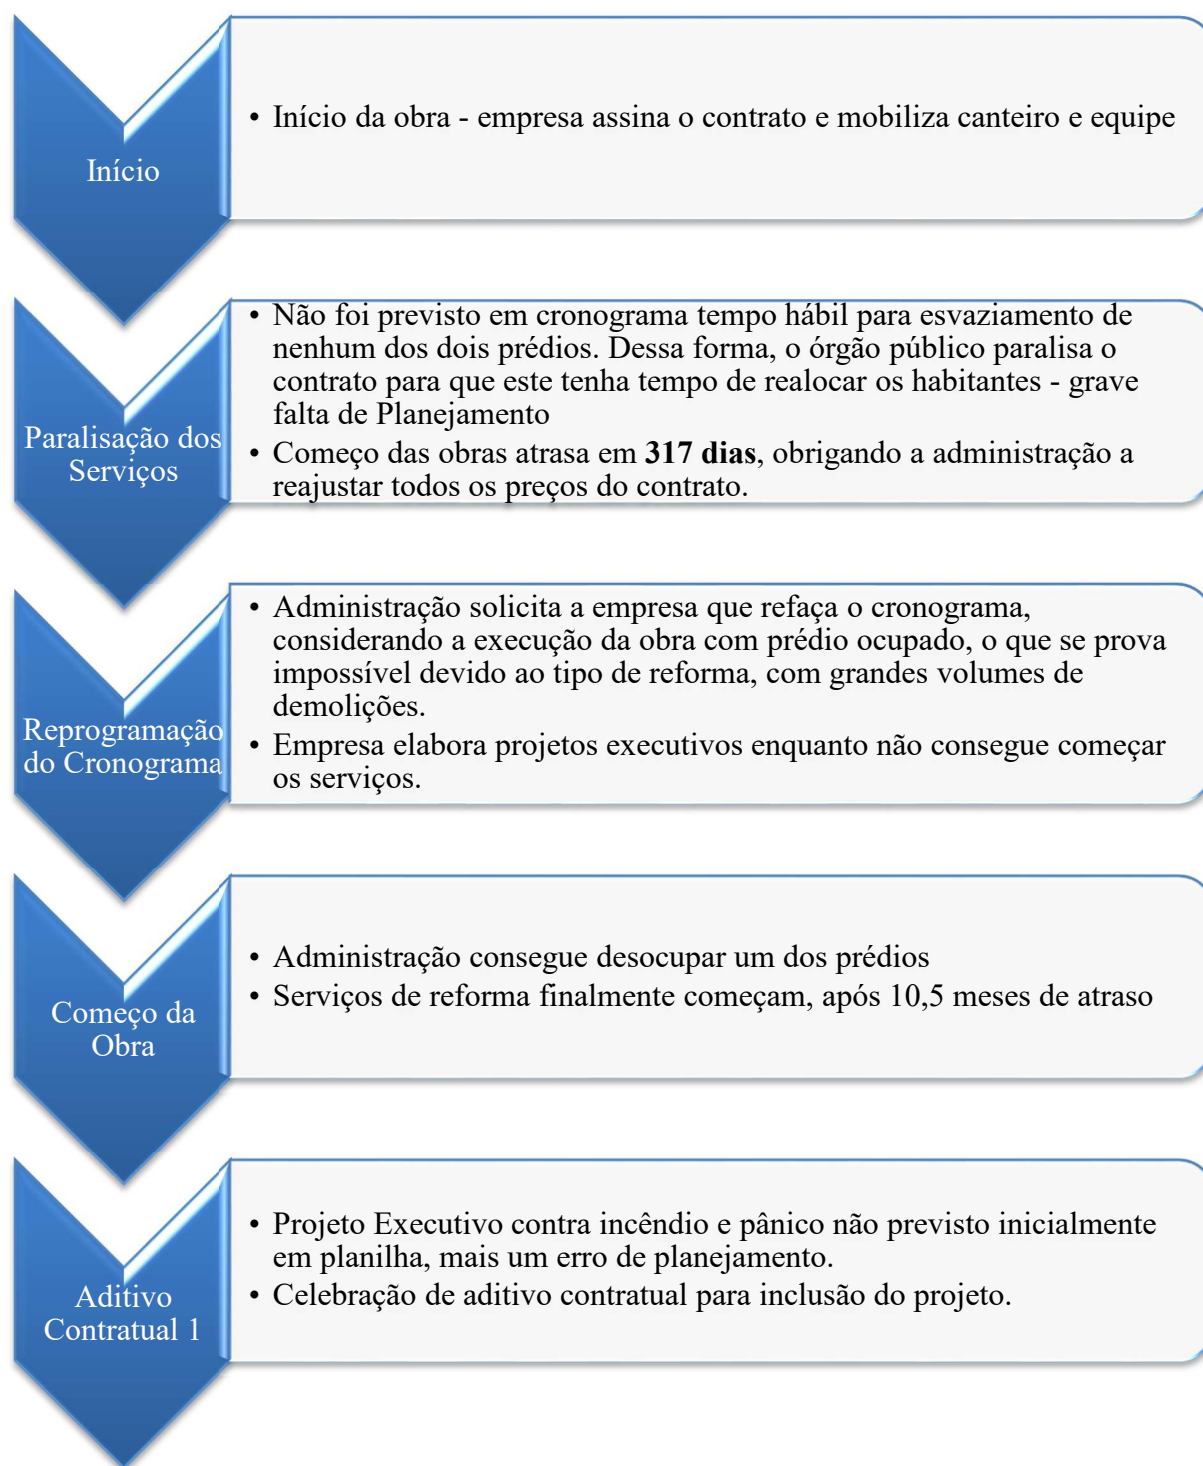 Início
• Início da obra - empresa assina o contrato e mobiliza canteiro e equipe
Paralisação dos
Serviços
• Não foi previsto em cronograma tempo hábil para esvaziamento de
nenhum dos dois prédios. Dessa forma, o órgão público paralisa o
contrato para que este tenha tempo de realocar os habitantes - grave
falta de Planejamento
• Começo das obras atrasa em 317 dias, obrigando a administração a
reajustar todos os preços do contrato.
Reprogramação
do Cronograma
• Administração solicita a empresa que refaça o cronograma,
considerando a execução da obra com prédio ocupado, o que se prova
impossível devido ao tipo de reforma, com grandes volumes de
demolições.
• Empresa elabora projetos executivos enquanto não consegue começar
os serviços.
Começo da
Obra
• Administração consegue desocupar um dos prédios
• Serviços de reforma finalmente começam, após 10,5 meses de atraso
Aditivo
Contratual 1
• Projeto Executivo contra incêndio e pânico não previsto inicialmente
em planilha, mais um erro de planejamento.
• Celebração de aditivo contratual para inclusão do projeto.